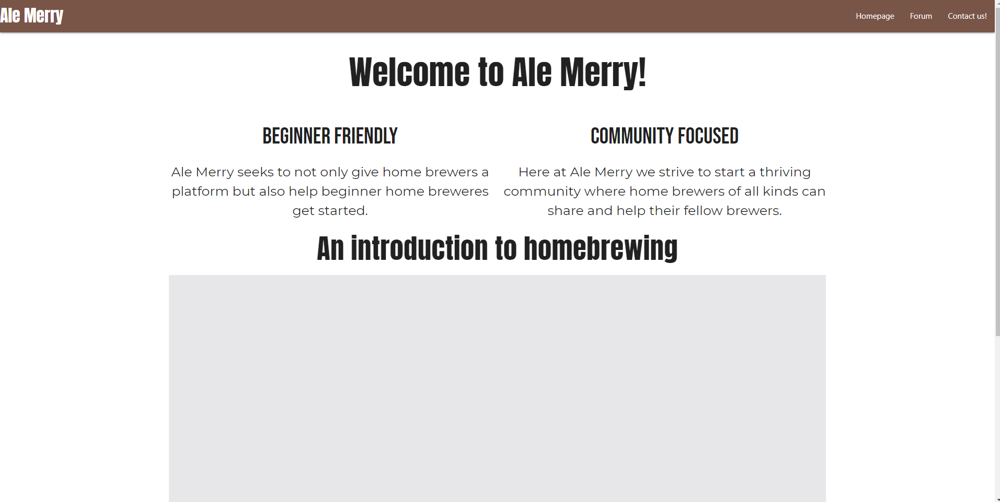 Ale Merry
Homepage Forum Contact us!
Welcome to Ale Merry!
BEGINNER FRIENDLY
Ale Merry seeks to not only give home brewers a
platform but also help beginner home breweres
get started.
COMMUNITY FOCUSED
Here at Ale Merry we strive to start a thriving
community where home brewers of all kinds can
share and help their fellow brewers.
An introduction to homebrewing